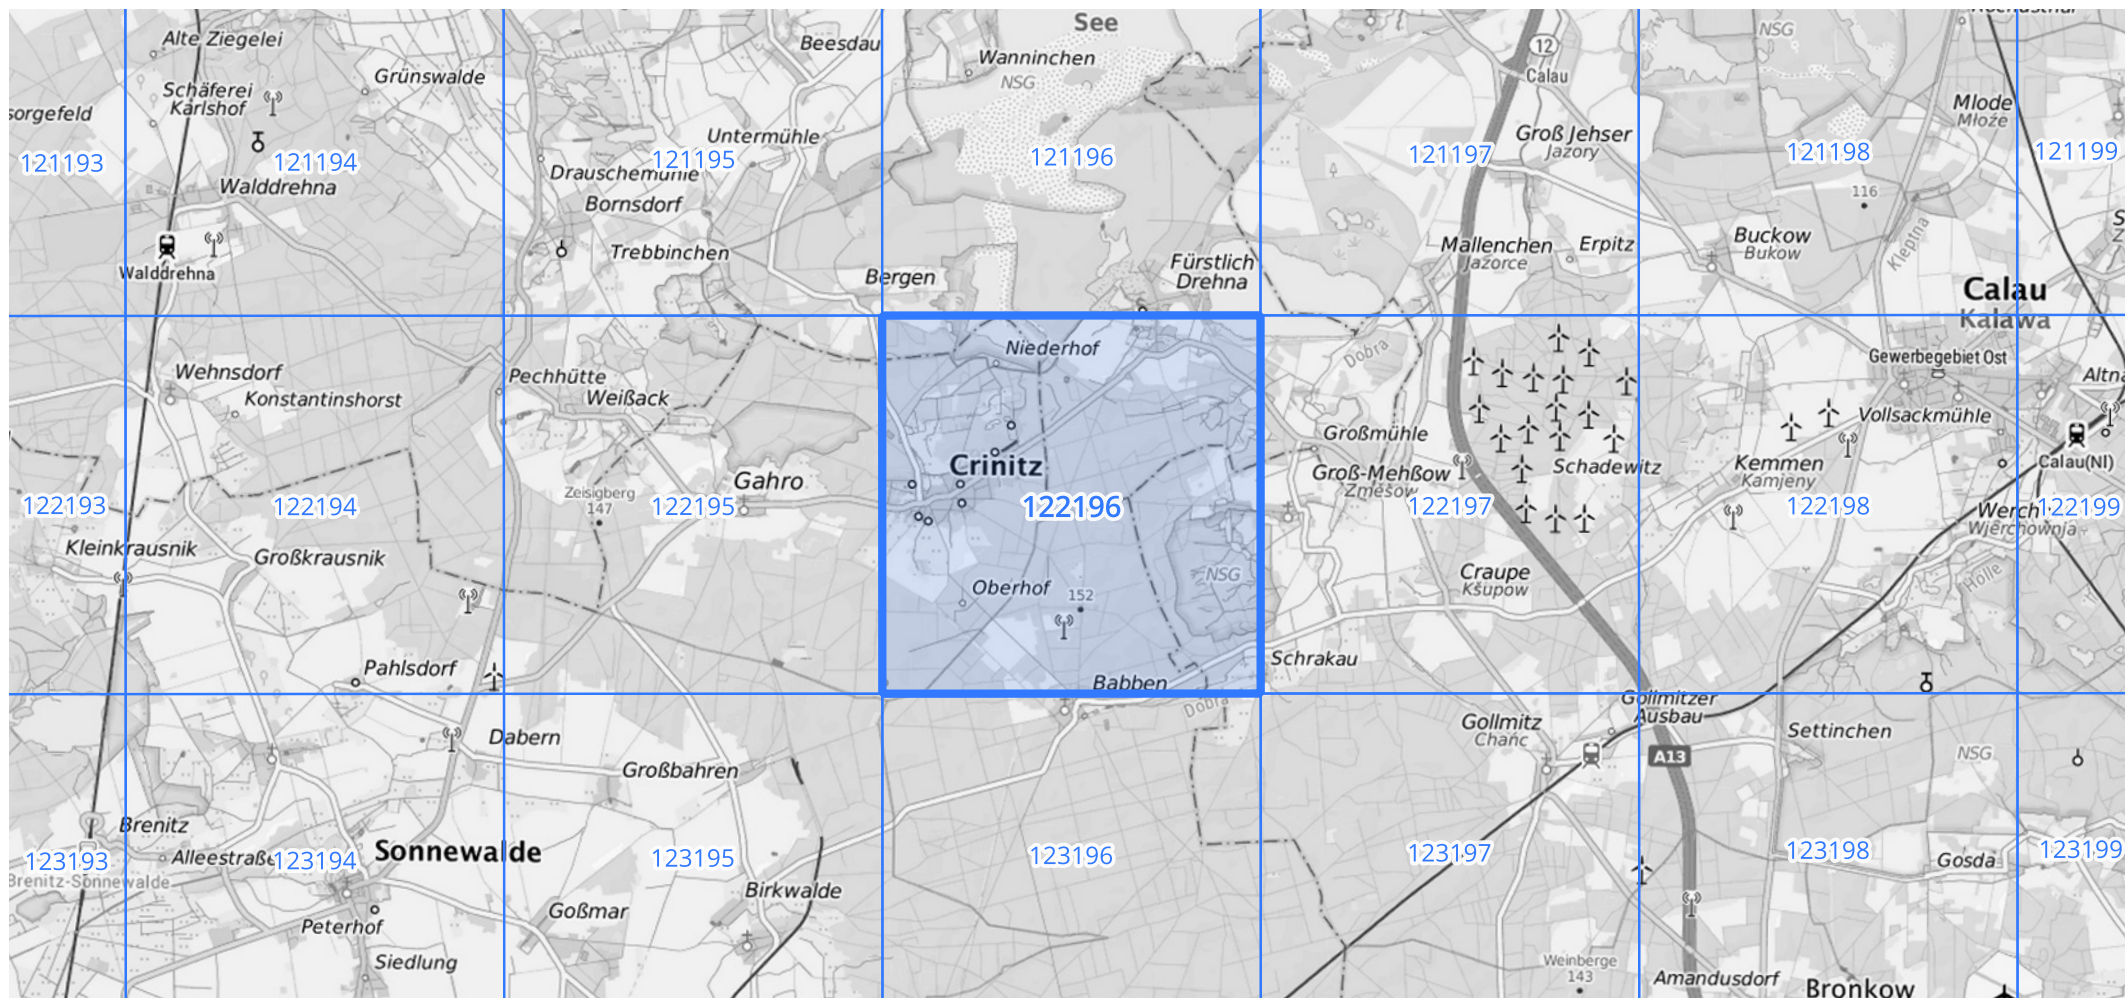 Alte Ziegelei
Beesdau
See
Wanninchen
NSG
12
Calau
NSG
Schäferei
Karlshof
Grünswalde
sorgefeld
Untermühle
Groß Jehser
Jazory
Mlode
Młoźe
121193
121194
121195
121196
121197
121198
121199
Drauschemühle
Walddrehna
Bornsdorf
116
Kleptna
Trebbinchen
Mallenchen
Jazorce
Erpitz
Buckow
Bukow
Walddrehna
Bergen
Fürstlich
Drehna
Calau
Kalawa
Niederhof
Dobra
Gewerbegebiet Ost
Wehnsdorf
Pechhütte
Weißack
Konstantinshorst
Altna
Vollsackmühle
Großmühle
Crinitz
Groß-Mehßow
Změšow
Schadewitz
Kemmen
Kamjeny
Calau(Nl)
Gahro
Zeisigberg
147
122193
122194
122195
122196
122197
122198
122199
Werch
Wjerchownja
Kleinkrausnik
Großkrausnik
Oberhof
152
NSG
Craupe
Kšupow
Hölle
Pahlsdorf
Schrakau
Babben
Dobra
Gollmitzer
Ausbau
Gollmitz
Chańc
Settinchen
Dabern
A13
NSG
Großbahren
Brenitz
Alleestraße
Sonnewalde
123193
123194
123195
123196
123197
123198
123199
Gosda
Brenitz-Sonnewalde
Birkwalde
Goßmar
Peterhof
Siedlung
Weinberge
143
Amandusdorf
Bronkow